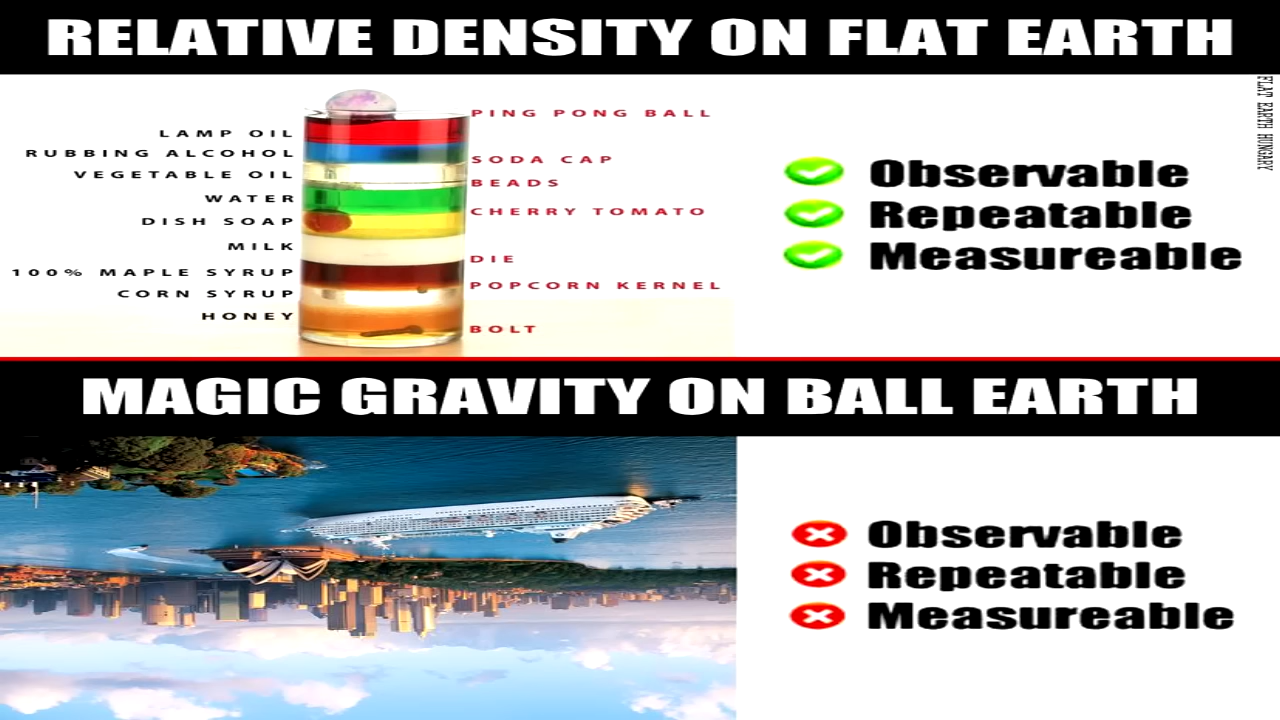 RELATIVE DENSITY ON FLAT EARTH
FLAT EARTH HUNGARY
PING PONG BALL
LAMP OIL
RUBBING ALCOHOL
SODA CAP
VEGETABLE OIL
BEADS
WATER
CHERRY TOMATO
DISH SOAP
MILK
DIE
100% MAPLE SYRUP
POPCORN KERNEL
CORN SYRUP
HONEY
BOLT
Observable
Repeatable
Measureable
MAGIC GRAVITY ON BALL EARTH
Observable
Repeatable
Measureable